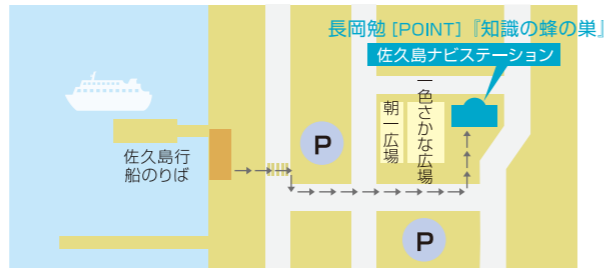 長岡勉 [POINT]『知識の蜂の巣』
佐久島ナビステーション
一色さかな広場
朝一広場
P
佐久島行
船のりば
P